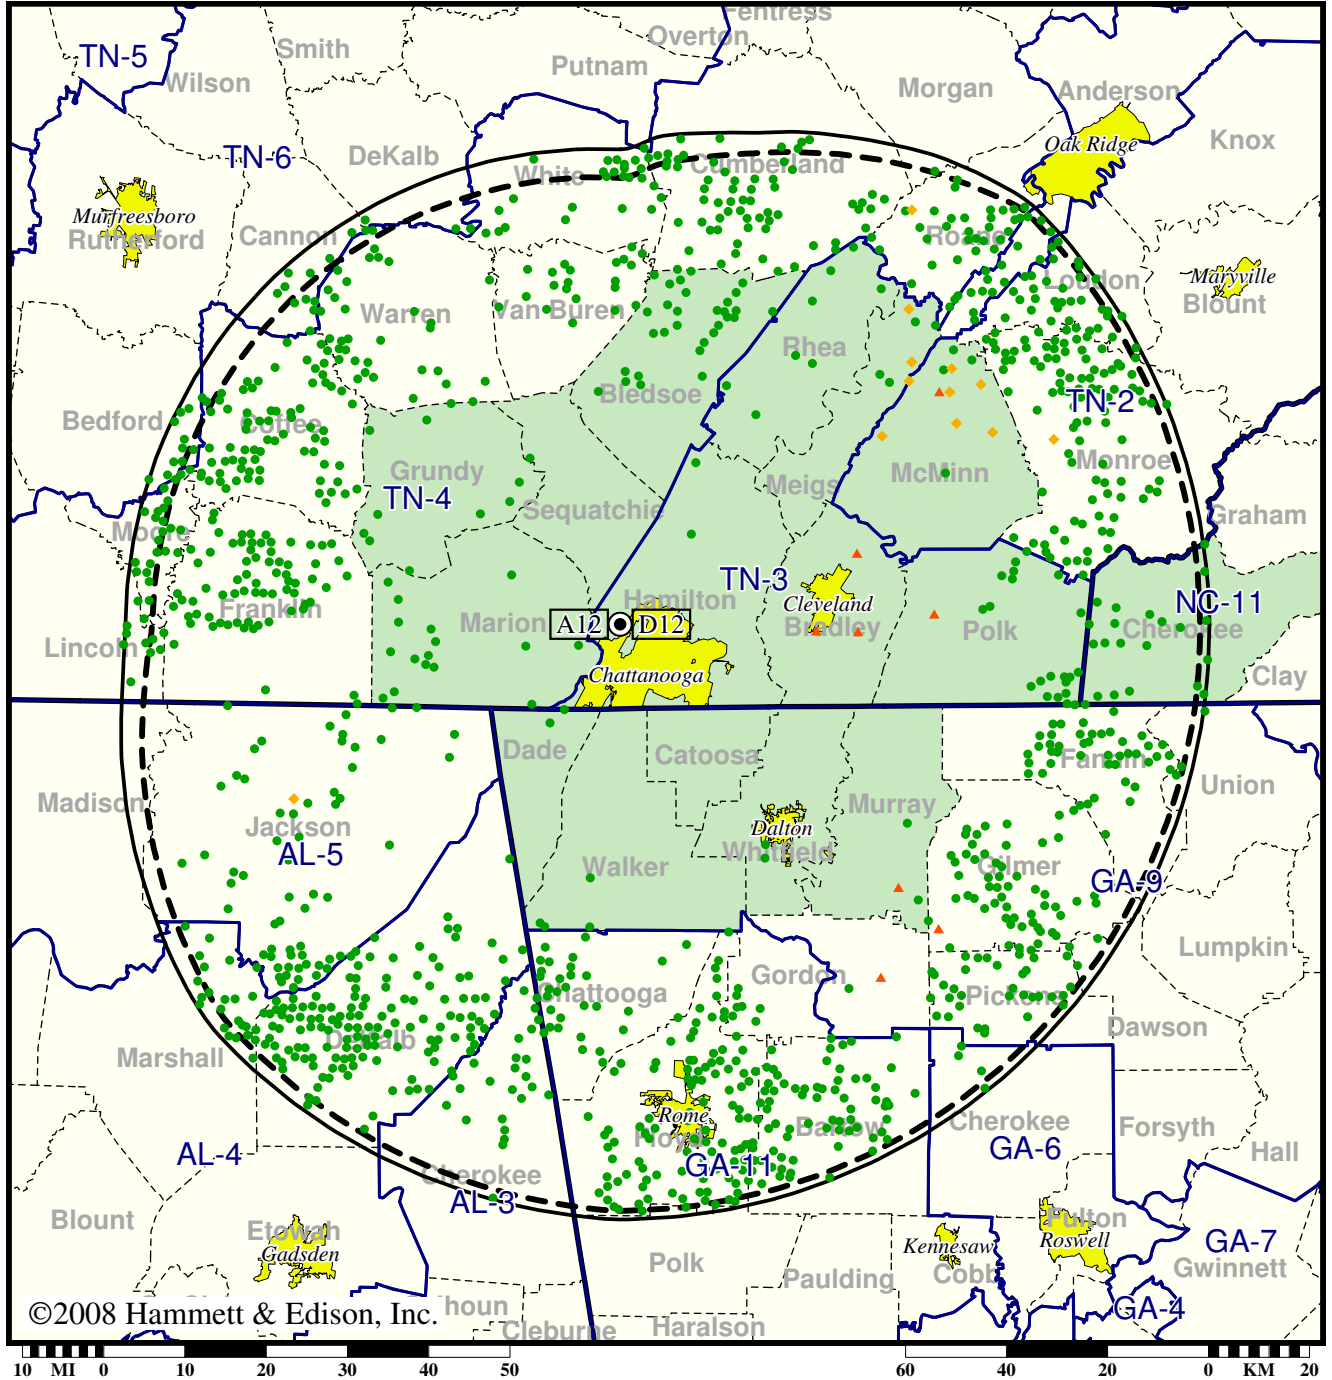 Fentress
Overton
TN-5
Smith
Putnam
Wilson
Morgan
Anderson
Knox
Oak Ridge
TN-6
DeKalb
White
Cumberland
Murfreesboro
Rutherford
Cannon
Roane
Loudon
Maryville
Blount
Warren
Van Buren
Rhea
Bledsoe
TN-2
Bedford
Coffee
Grundy
TN-4
Monroe
McMinn
Meigs
Sequatchie
Graham
Moore
TN-3
Hamilton
Cleveland
NC-11
Franklin
Marion
A12
D12
Bradley
Polk
Cherokee
Lincoln
Chattanooga
Clay
Dade
Catoosa
Fannin
Union
Madison
Murray
Jackson
Dalton
AL-5
Whitfield
Walker
Gilmer
GA-9
Lumpkin
Gordon
Chattooga
Pickens
Dawson
DeKalb
Marshall
Rome
Floyd
Bartow
Cherokee
Forsyth
GA-6
AL-4
GA-11
Hall
Cherokee
AL-3
Blount
Etowah
Gadsden
Fulton
Roswell
Kennesaw
Cobb
GA-7
Gwinnett
Polk
Paulding
©2008 Hammett & Edison, Inc.
lhoun
GA-4
Cleburne
Haralson
10 MI 0 10 20 30 40 50
60 40 20 0 KM 20